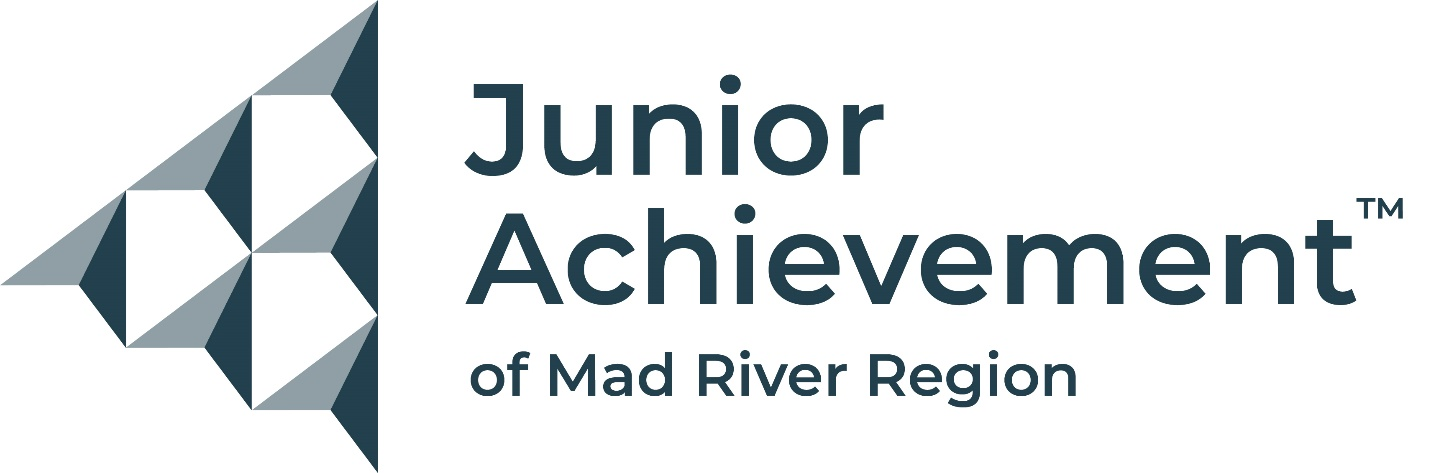 Junior
Achievement™
of Mad River Region